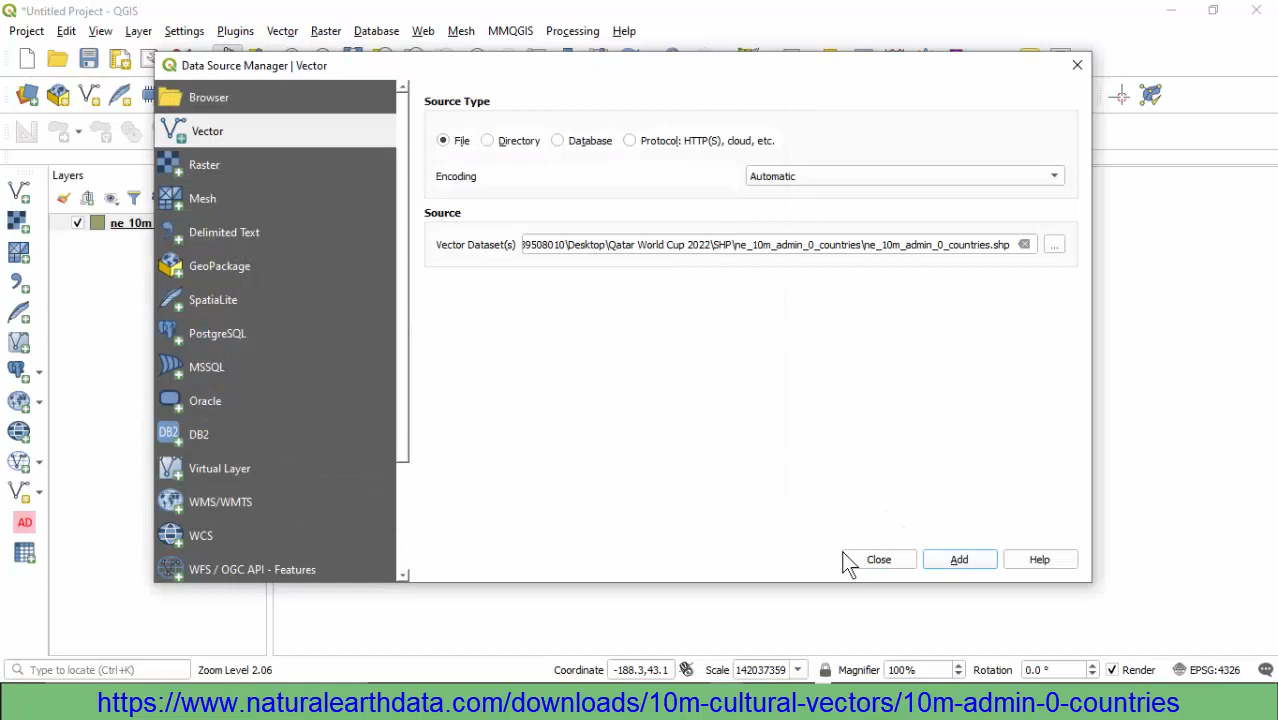 *Untitled Project - QGIS
Project Edit View Layer Settings Plugins Vector Raster Database Web Mesh MMQGIS Processing Help
Data Source Manager | Vector
Browser
Vector
Raster
Mesh
Delimited Text
GeoPackage
SpatiaLite
PostgreSQL
MSSQL
Oracle
DB2
Virtual Layer
WMS/WMTS
WCS
WFS / OGC API - Features
Source Type
File Directory Database Protocol: HTTP(S), cloud, etc.
Encoding Automatic
Source
Vector Dataset(s) 39508010\Desktop\Qatar World Cup 2022\SHP\ne_10m_admin_0_countries\ne_10m_admin_0_countries.shp ...
Close Add Help
Layers
ne_10m
AD
DB2
Type to locate (Ctrl+K) Zoom Level 2.06 Coordinate -188.3,43.1 Scale 142037359 Magnifier 100% Rotation 0.0 ° Render EPSG:4326
https://www.naturalearthdata.com/downloads/10m-cultural-vectors/10m-admin-0-countries